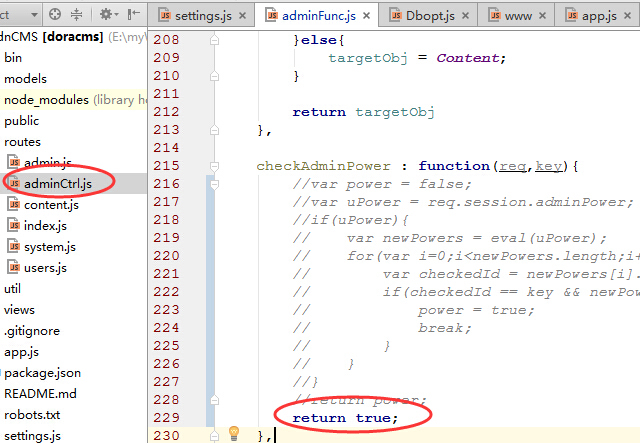 ct
settings.js
adminFunc.js
Dbopt.js
www
app.js
dnCMS (doracms) (E:\my\
bin
models
node_modules (library ho
public
routes
admin.js
adminCtrl.js
content.js
index.js
system.js
users.js
util
views
.gitignore
app.js
package.json
README.md
robots.txt
settings.js
208 }else{
209 targetObj = Content;
210 }
211
212 return targetObj
213 },
214
215 checkAdminPower : function(req,key){
216 //var power = false;
217 //var uPower = req.session.adminPower;
218 //if(uPower){
219 // var newPowers = eval(uPower);
220 // for(var i=0;i<newPowers.length;i+
221 // var checkedId = newPowers[i].
222 // if(checkedId == key && newPow
223 // power = true;
224 // break;
225 // }
226 // }
227 //}
228 //return power;
229 return true;
230 },